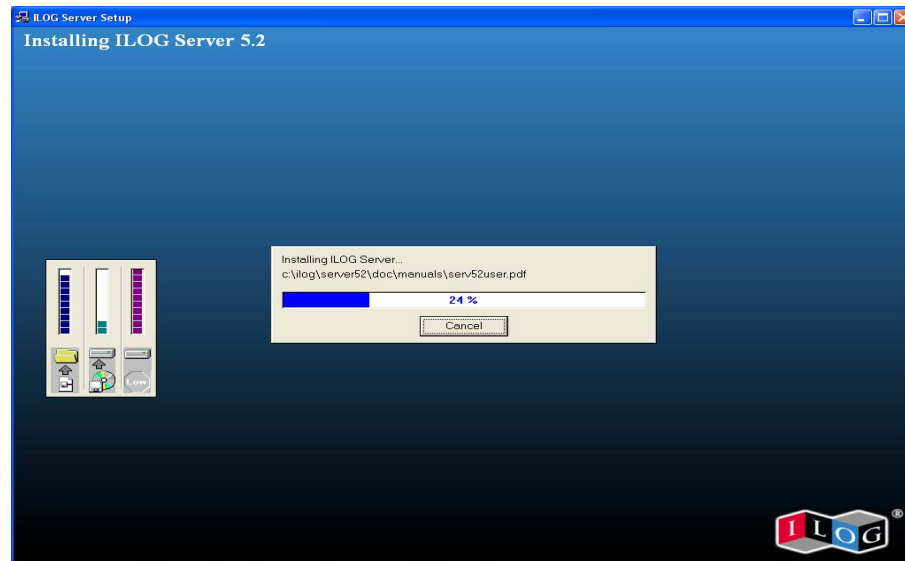 ILOG Server Setup
Installing ILOG Server 5.2
Installing ILOG Server...
c:\ilog\server52\doc\manuals\serv52user.pdf
24 %
Cancel
Low
ILOG®